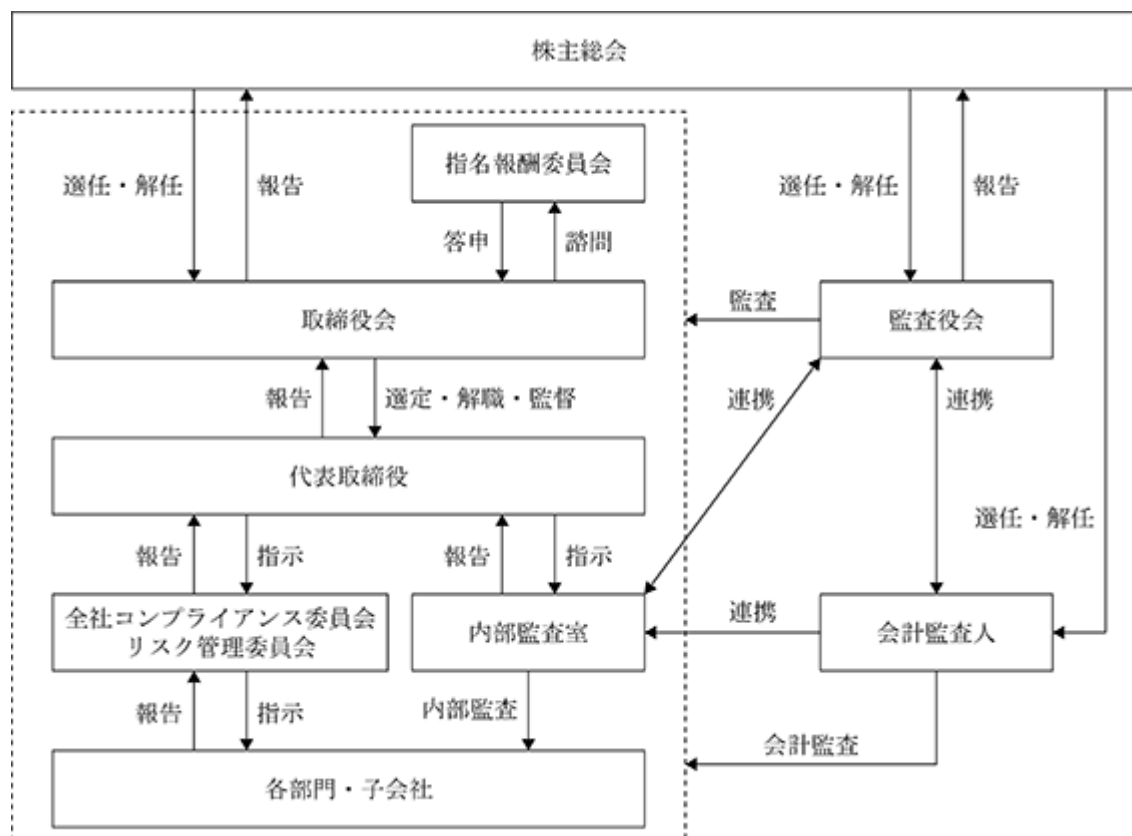 株主総会
指名報酬委員会
選任・解任
報告
選任・解任
報告
答申
諮問
取締役会
監査
監査役会
報告
選定・解職・監督
連携
連携
代表取締役
選任・解任
報告
指示
報告
指示
全社コンプライアンス委員会
リスク管理委員会
内部監査室
連携
会計監査人
報告
指示
内部監査
会計監査
各部門・子会社